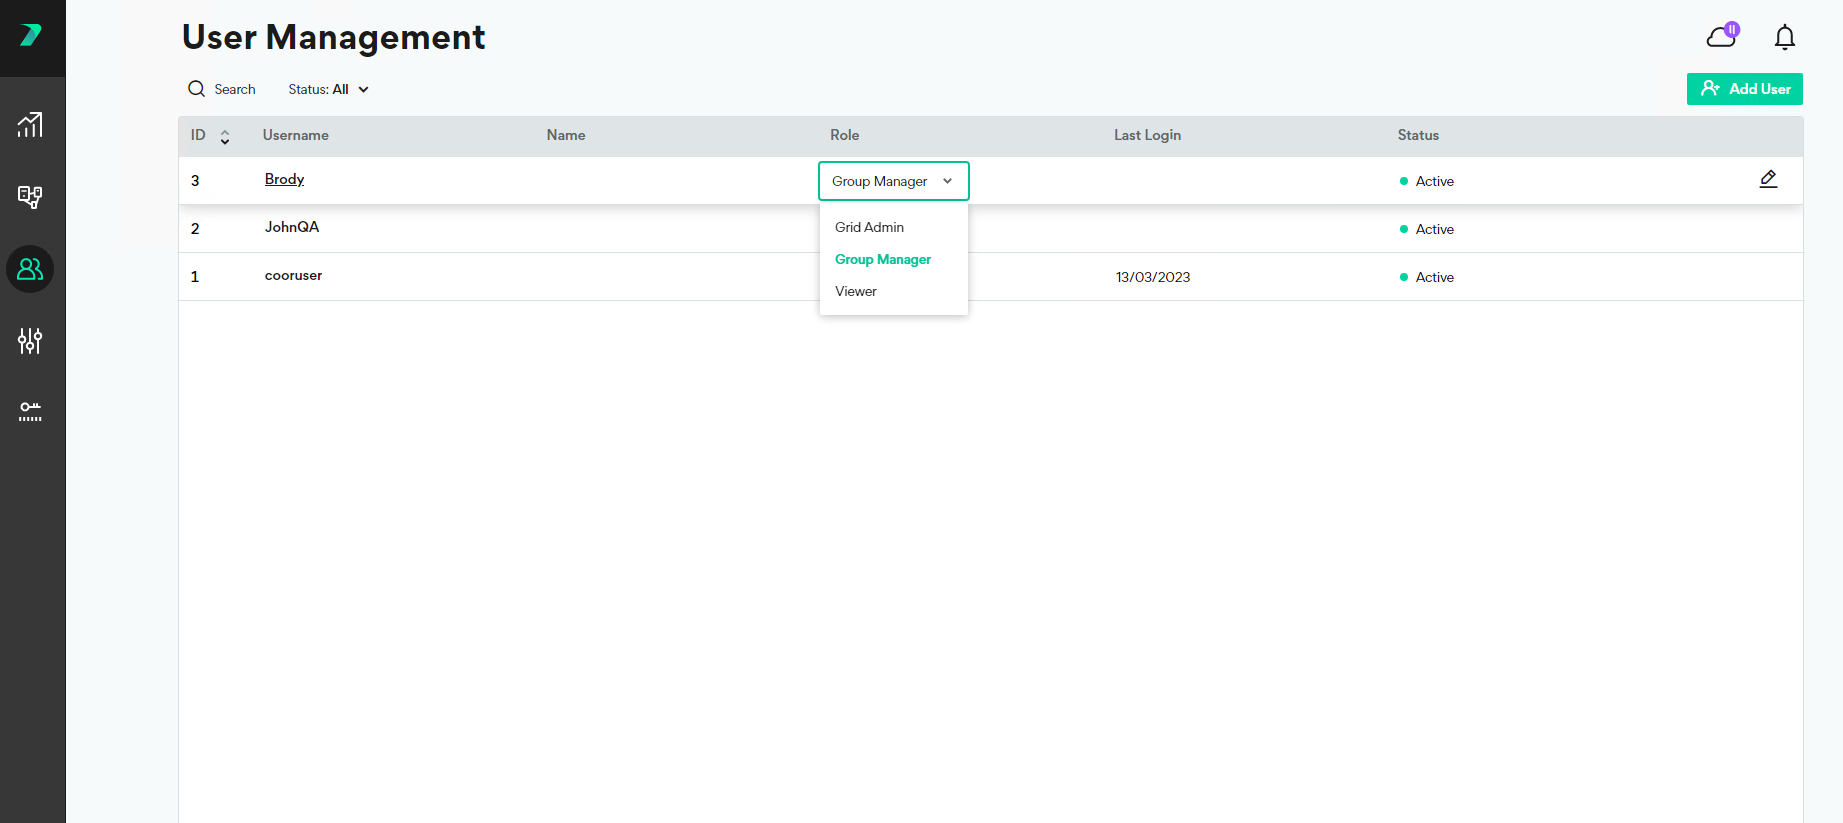 User Management
Search Status: All
Add User
ID Username Name Role Last Login Status
3 Brody Group Manager Active
2 JohnQA Grid Admin Active
Group Manager
1 cooruser 13/03/2023 Active
Viewer